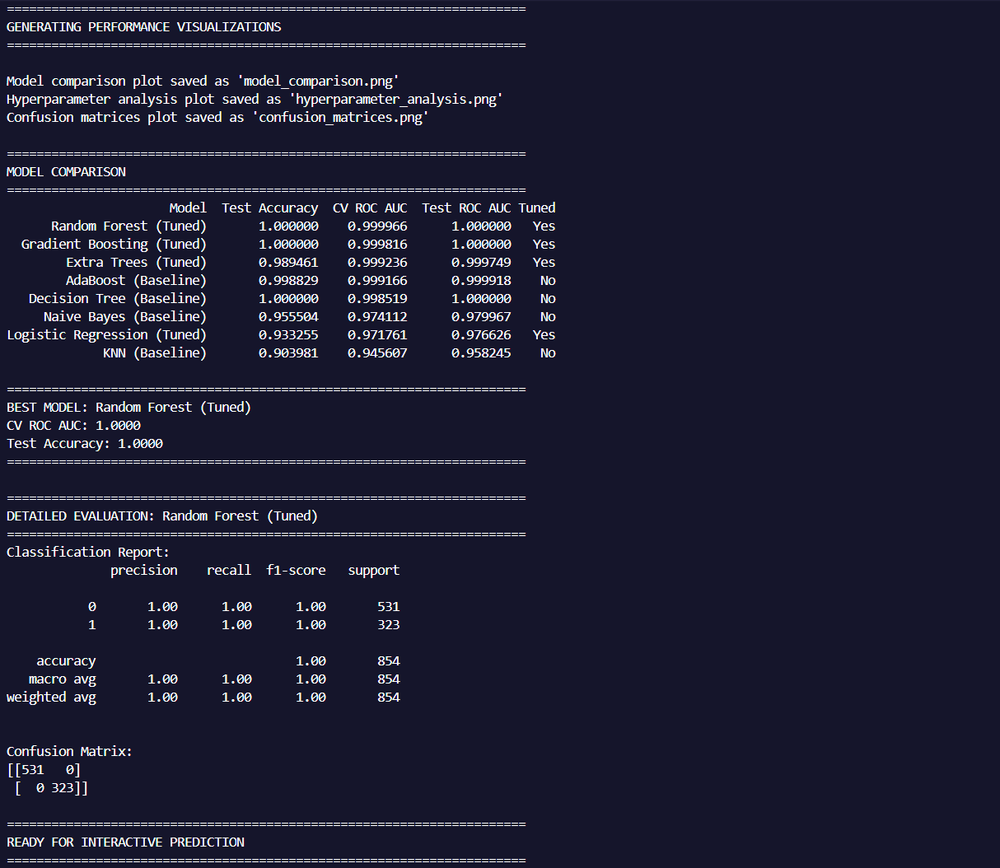 ======================================================================
GENERATING PERFORMANCE VISUALIZATIONS
======================================================================

Model comparison plot saved as 'model_comparison.png'
Hyperparameter analysis plot saved as 'hyperparameter_analysis.png'
Confusion matrices plot saved as 'confusion_matrices.png'

======================================================================
MODEL COMPARISON
======================================================================
                      Model  Test Accuracy  CV ROC AUC  Test ROC AUC Tuned
      Random Forest (Tuned)       1.000000    0.999966      1.000000   Yes
  Gradient Boosting (Tuned)       1.000000    0.999816      1.000000   Yes
        Extra Trees (Tuned)       0.989461    0.999236      0.999749   Yes
        AdaBoost (Baseline)       0.998829    0.999166      0.999918    No
   Decision Tree (Baseline)       1.000000    0.998519      1.000000    No
     Naive Bayes (Baseline)       0.955504    0.974112      0.979967    No
Logistic Regression (Tuned)       0.933255    0.971761      0.976626   Yes
             KNN (Baseline)       0.903981    0.945607      0.958245    No

======================================================================
BEST MODEL: Random Forest (Tuned)
CV ROC AUC: 1.0000
Test Accuracy: 1.0000
======================================================================

======================================================================
DETAILED EVALUATION: Random Forest (Tuned)
======================================================================
Classification Report:
              precision    recall  f1-score   support

           0       1.00      1.00      1.00       531
           1       1.00      1.00      1.00       323

    accuracy                           1.00       854
   macro avg       1.00      1.00      1.00       854
weighted avg       1.00      1.00      1.00       854


Confusion Matrix:
[[531   0]
 [  0 323]]

======================================================================
READY FOR INTERACTIVE PREDICTION
======================================================================